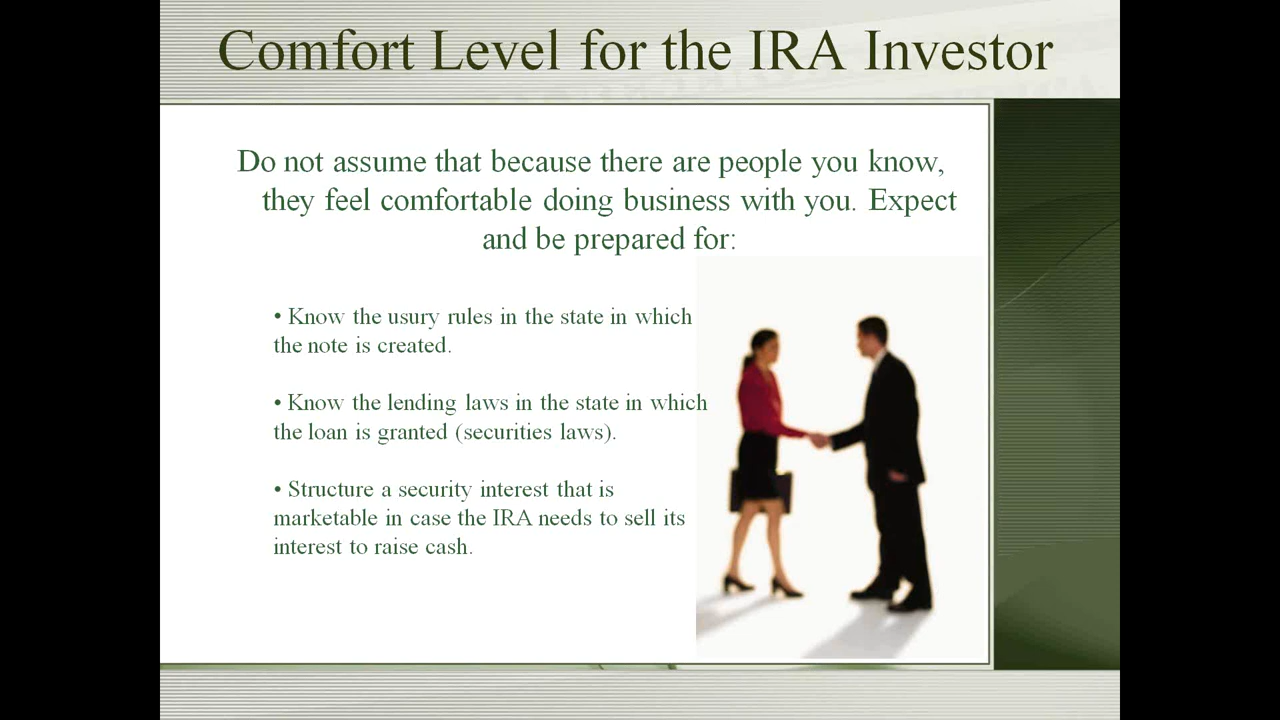 Comfort Level for the IRA Investor
Do not assume that because there are people you know,
they feel comfortable doing business with you. Expect
and be prepared for:
• Know the usury rules in the state in which
the note is created.
• Know the lending laws in the state in which
the loan is granted (securities laws).
• Structure a security interest that is
marketable in case the IRA needs to sell its
interest to raise cash.